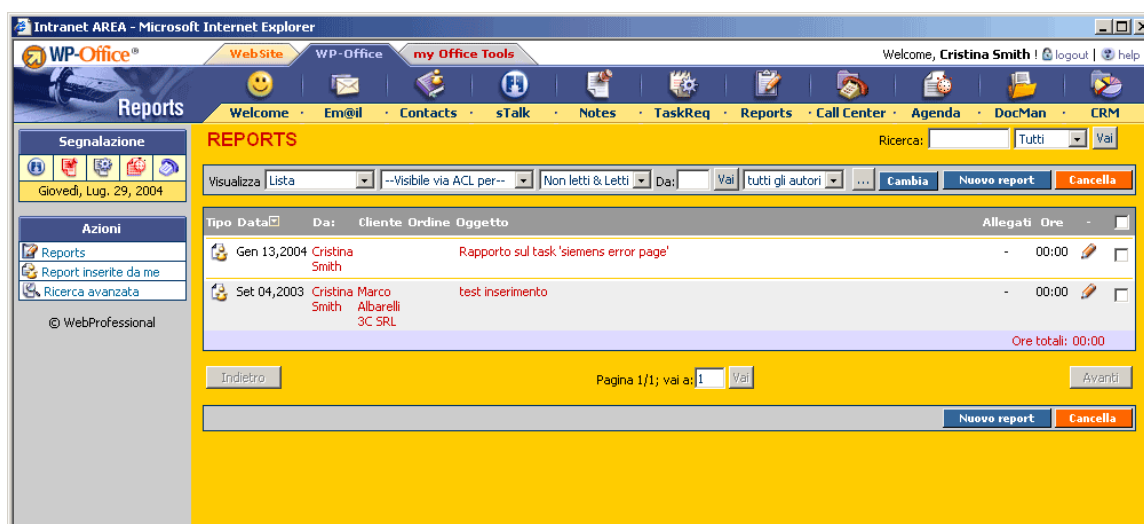 Intranet AREA - Microsoft Internet Explorer
WP-Office® WebSite WP-Office my Office Tools Welcome, Cristina Smith ! logout | help
Reports
Welcome · Em@il · Contacts · sTalk · Notes · TaskReq · Reports · Call Center · Agenda · DocMan · CRM
Segnalazione
Giovedì, Lug. 29, 2004
Azioni
Reports
Report inserite da me
Ricerca avanzata
© WebProfessional
REPORTS Ricerca: Tutti Vai
Visualizza Lista --Visibile via ACL per-- Non letti & Letti Da: Vai tutti gli autori ... Cambia Nuovo report Cancella
Tipo Data Da: Cliente Ordine Oggetto Allegati Ore -
Gen 13,2004 Cristina Rapporto sul task 'siemens error page' - 00:00
Smith
Set 04,2003 Cristina Marco test inserimento - 00:00
Smith Albarelli
3C SRL
Ore totali: 00:00
Indietro Pagina 1/1; vai a: 1 Vai Avanti
Nuovo report Cancella